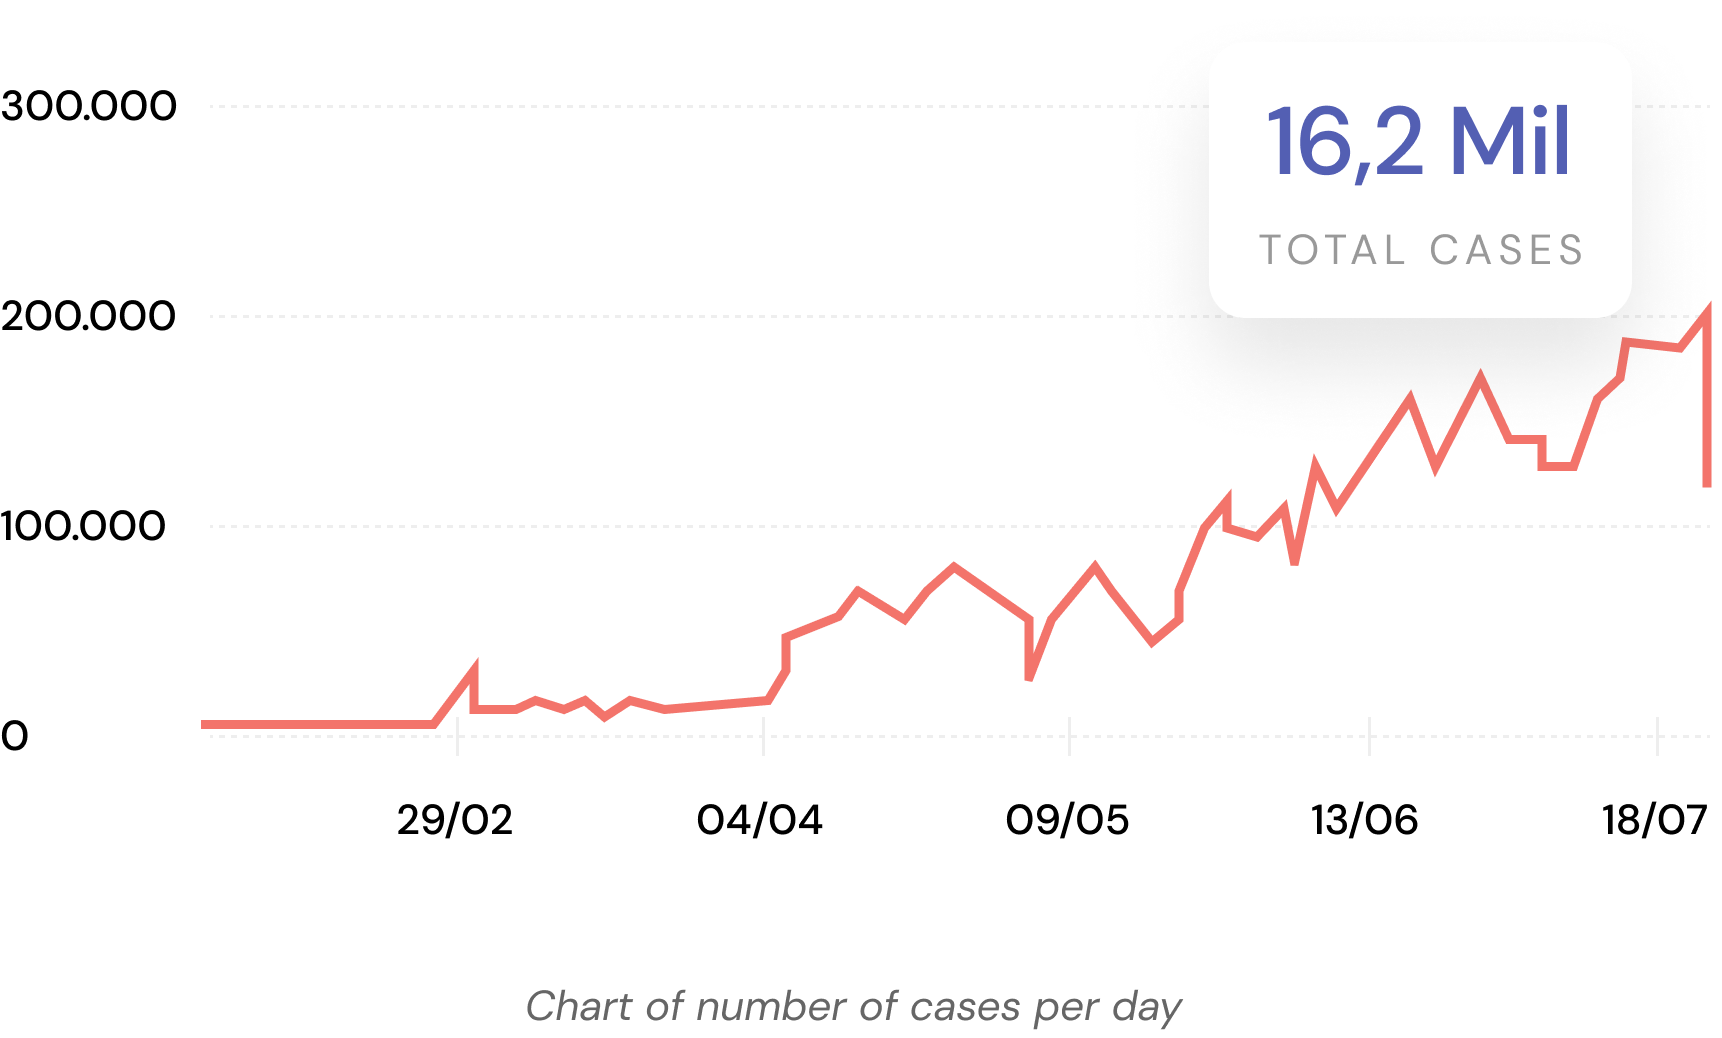 16,2 Mil
TOTAL CASES
300.000
200.000
100.000
0
29/02 04/04 09/05 13/06 18/07
Chart of number of cases per day